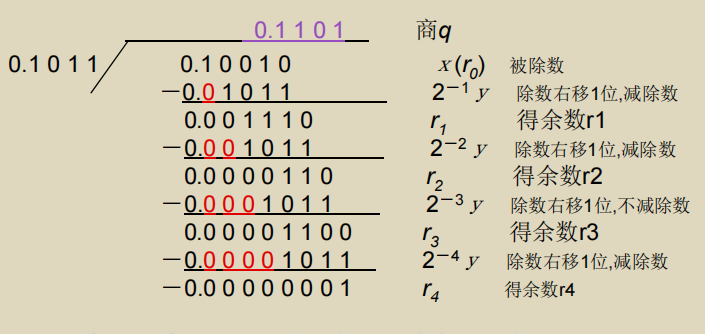 0.1 1 0 1 商q
0.1 0 1 1 0.1 0 0 1 0 x (r0) 被除数
－0.0 1 0 1 1 2－1 y 除数右移1位,减除数
0.0 0 1 1 1 0 r1 得余数r1
－0.0 0 1 0 1 1 2－2 y 除数右移1位,减除数
0.0 0 0 0 1 1 0 r2 得余数r2
－0.0 0 0 1 0 1 1 2－3 y 除数右移1位,不减除数
0.0 0 0 0 1 1 0 0 r3 得余数r3
－0.0 0 0 0 1 0 1 1 2－4 y 除数右移1位,减除数
－0.0 0 0 0 0 0 0 1 r4 得余数r4